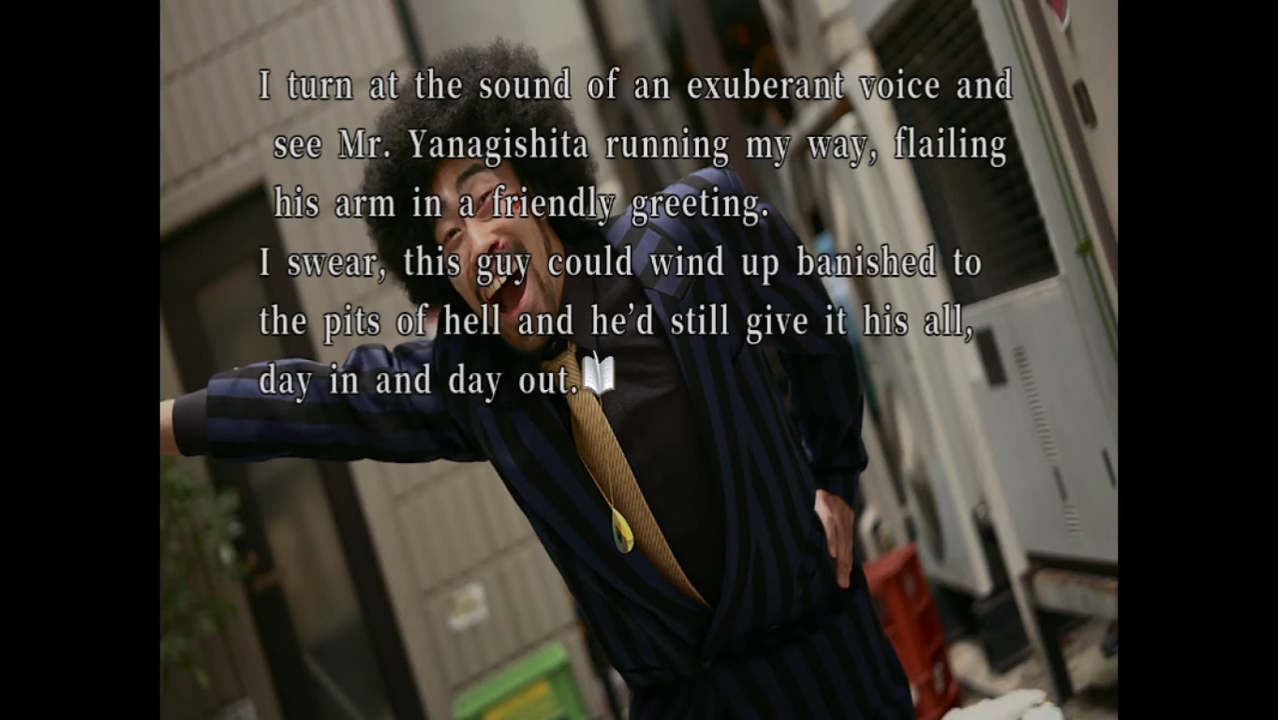 I turn at the sound of an exuberant voice and
see Mr. Yanagishita running my way, flailing
his arm in a friendly greeting.
I swear, this guy could wind up banished to
the pits of hell and he’d still give it his all,
day in and day out.